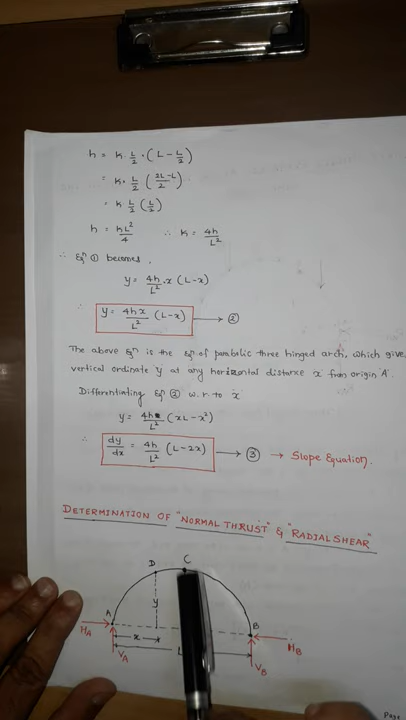 h = K. L/2 . (L - L/2)
= K. L/2 (2L-L/2)
= K. L/2 (L/2)
h = KL²/4 ∴ K = 4h/L²
∴ Eqn ① becomes.
y = 4h/L² . x (L-x)
∴ y = 4hx/L² (L-x) → ②
The above Eqn is the Eqn of parabolic three hinged arch, which give
vertical ordinate 'y' at any horizontal distance 'x' from origin 'A'.
Differentiating Eqn ② w.r.to 'x'
y = 4h/L² (xL - x²)
∴ dy/dx = 4h/L² (L-2x) → ③ → Slope Equation.
DETERMINATION OF "NORMAL THRUST" & "RADIAL SHEAR"
C
D
y
A
B
HA
x
L
HB
VA
VB
Page